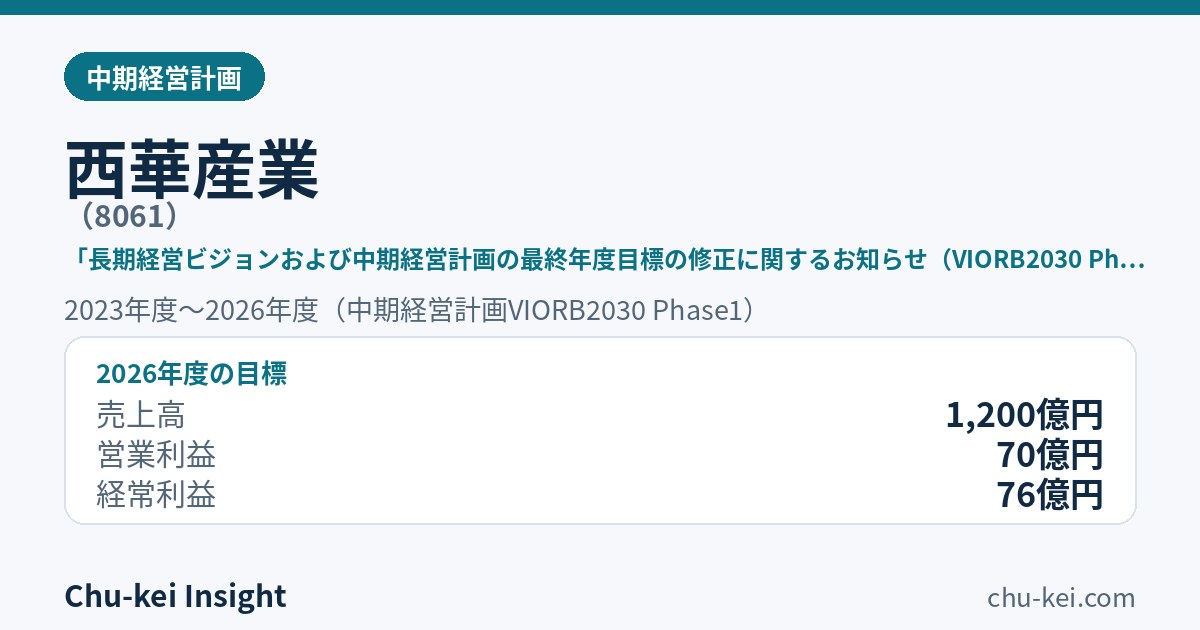 中期経営計画
西華産業
（8061）
「長期経営ビジョンおよび中期経営計画の最終年度目標の修正に関するお知らせ（VIORB2030 Ph…
2023年度〜2026年度（中期経営計画VIORB2030 Phase1）
2026年度の目標
売上高 1,200億円
営業利益 70億円
経常利益 76億円
Chu-kei Insight chu-kei.com